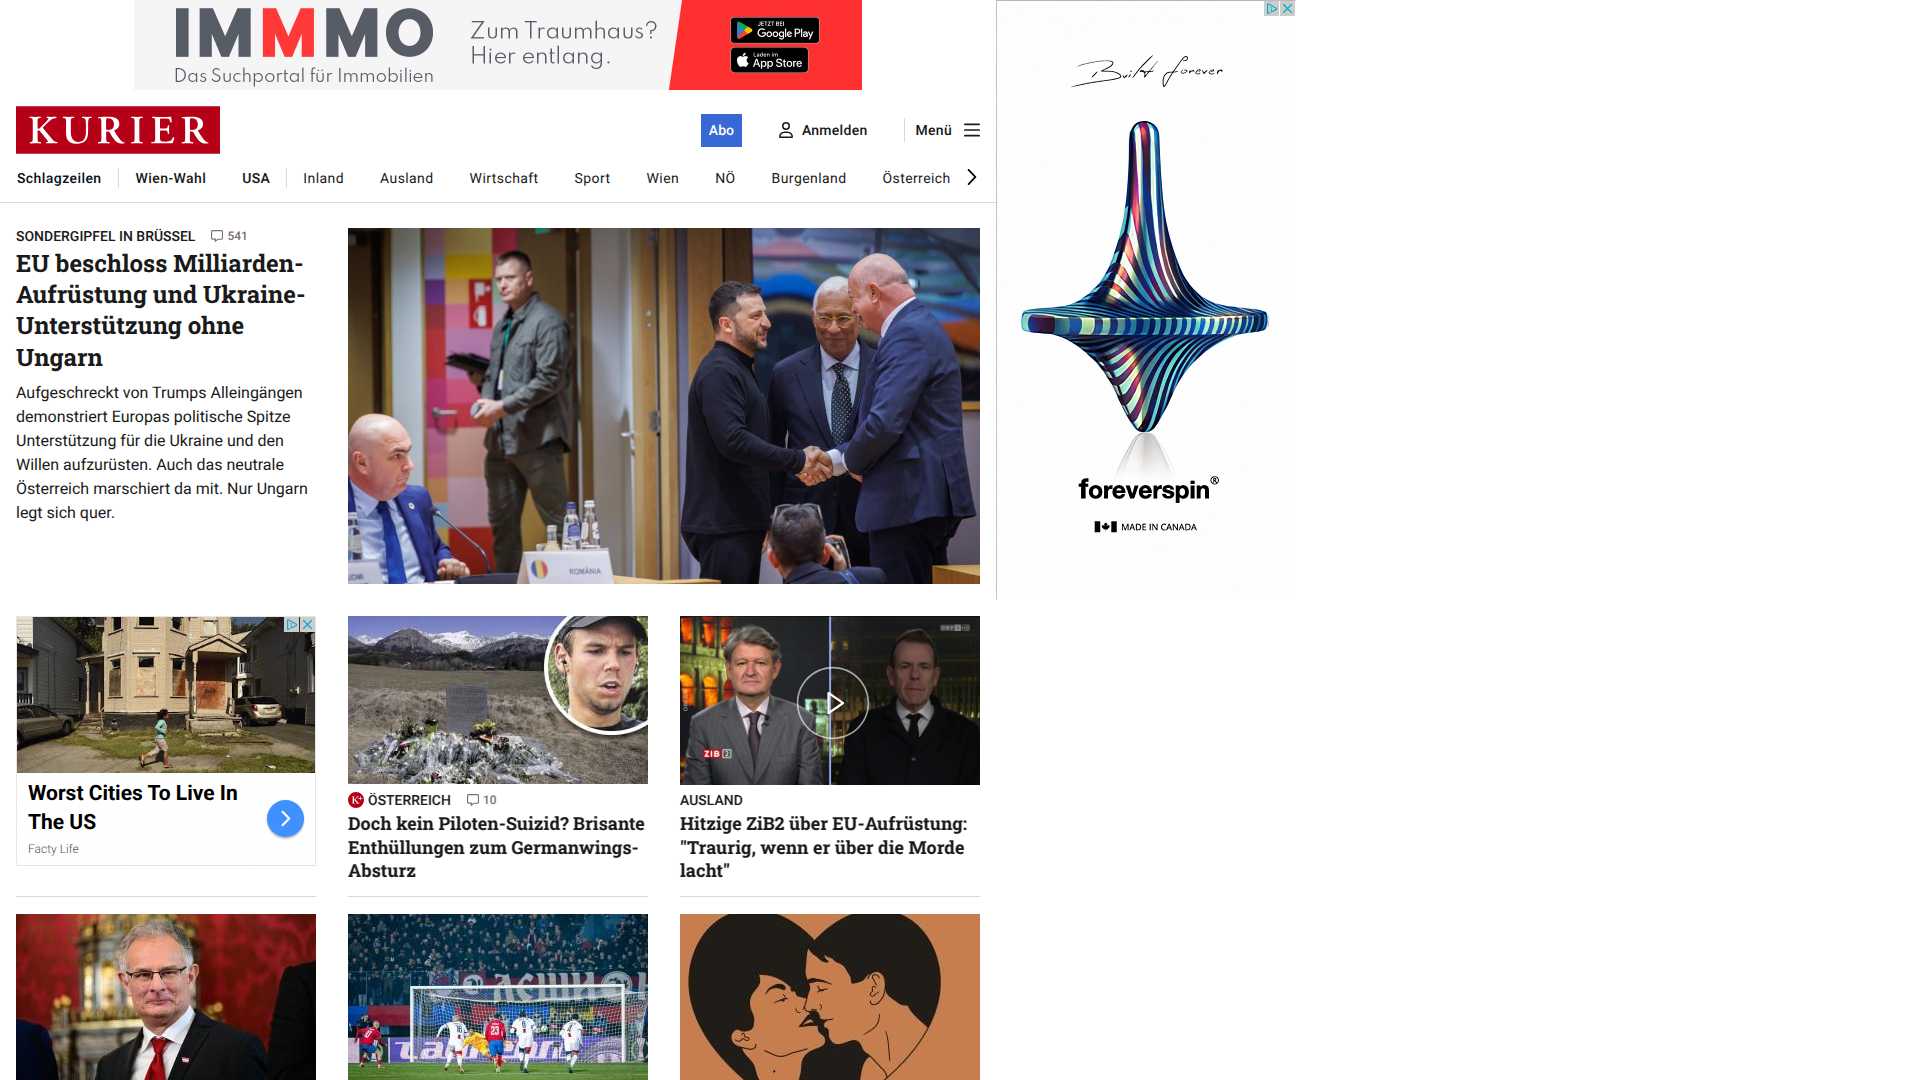 IMMMO
Das Suchportal für Immobilien
Zum Traumhaus?
Hier entlang.
JETZT BEI
Google Play
Laden im
App Store
Built forever
KURIER
Abo
Anmelden
Menü
Schlagzeilen
Wien-Wahl
USA
Inland
Ausland
Wirtschaft
Sport
Wien
NÖ
Burgenland
Österreich
SONDERGIPFEL IN BRÜSSEL
541
EU beschloss Milliarden-
Aufrüstung und Ukraine-
Unterstützung ohne
Ungarn
Aufgeschreckt von Trumps Alleingängen
demonstriert Europas politische Spitze
Unterstützung für die Ukraine und den
Willen aufzurüsten. Auch das neutrale
Österreich marschiert da mit. Nur Ungarn
legt sich quer.
ROMÂNIA
foreverspin®
MADE IN CANADA
Worst Cities To Live In
The US
Facty Life
K+ ÖSTERREICH
10
Doch kein Piloten-Suizid? Brisante
Enthüllungen zum Germanwings-
Absturz
ZIB 2
AUSLAND
Hitzige ZiB2 über EU-Aufrüstung:
"Traurig, wenn er über die Morde
lacht"
23